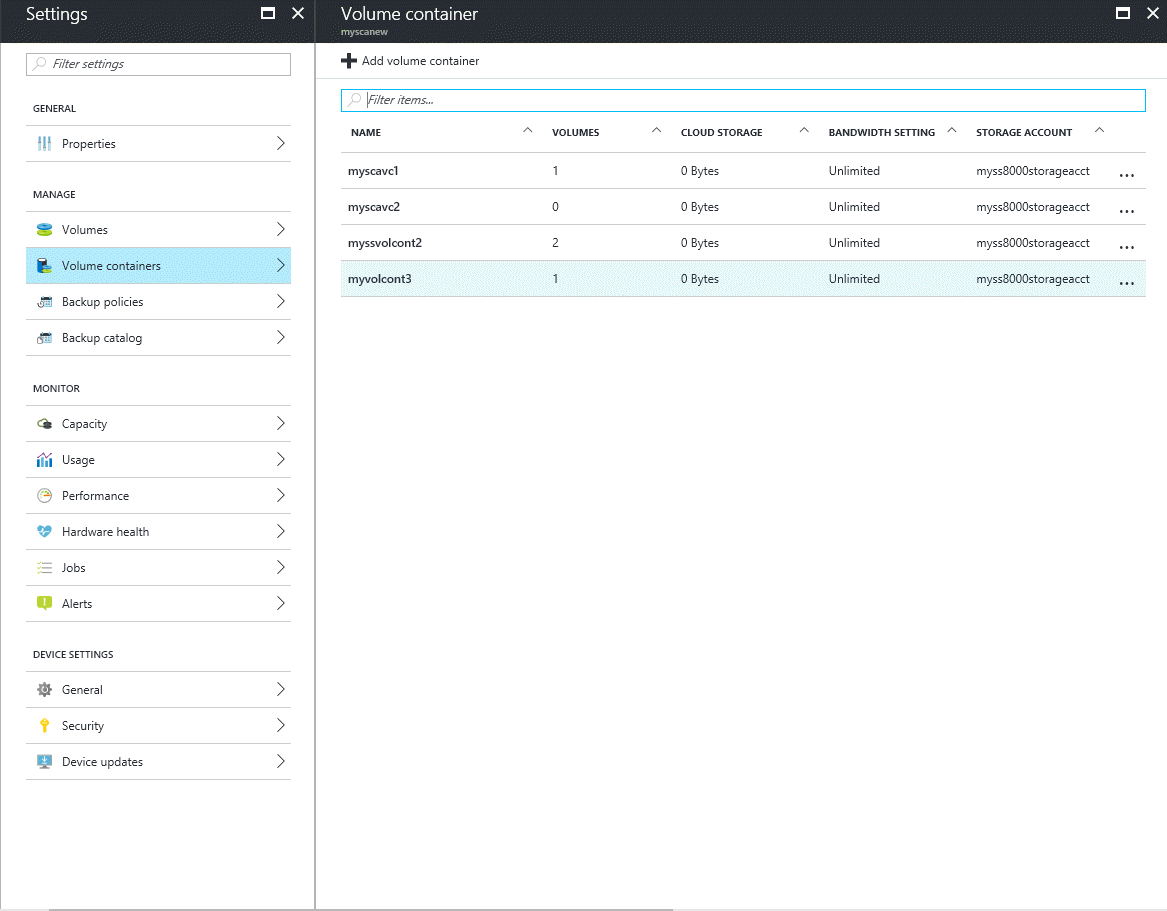 Settings
Filter settings
GENERAL
Properties
MANAGE
Volumes
Volume containers
Backup policies
Backup catalog
MONITOR
Capacity
Usage
Performance
Hardware health
Jobs
Alerts
DEVICE SETTINGS
General
Security
Device updates
Volume container
myscanew
Add volume container
Filter items...
NAME VOLUMES CLOUD STORAGE BANDWIDTH SETTING STORAGE ACCOUNT
myscavc1 1 0 Bytes Unlimited myss8000storageacct ...
myscavc2 0 0 Bytes Unlimited myss8000storageacct ...
myssvolcont2 2 0 Bytes Unlimited myss8000storageacct ...
myvolcont3 1 0 Bytes Unlimited myss8000storageacct ...